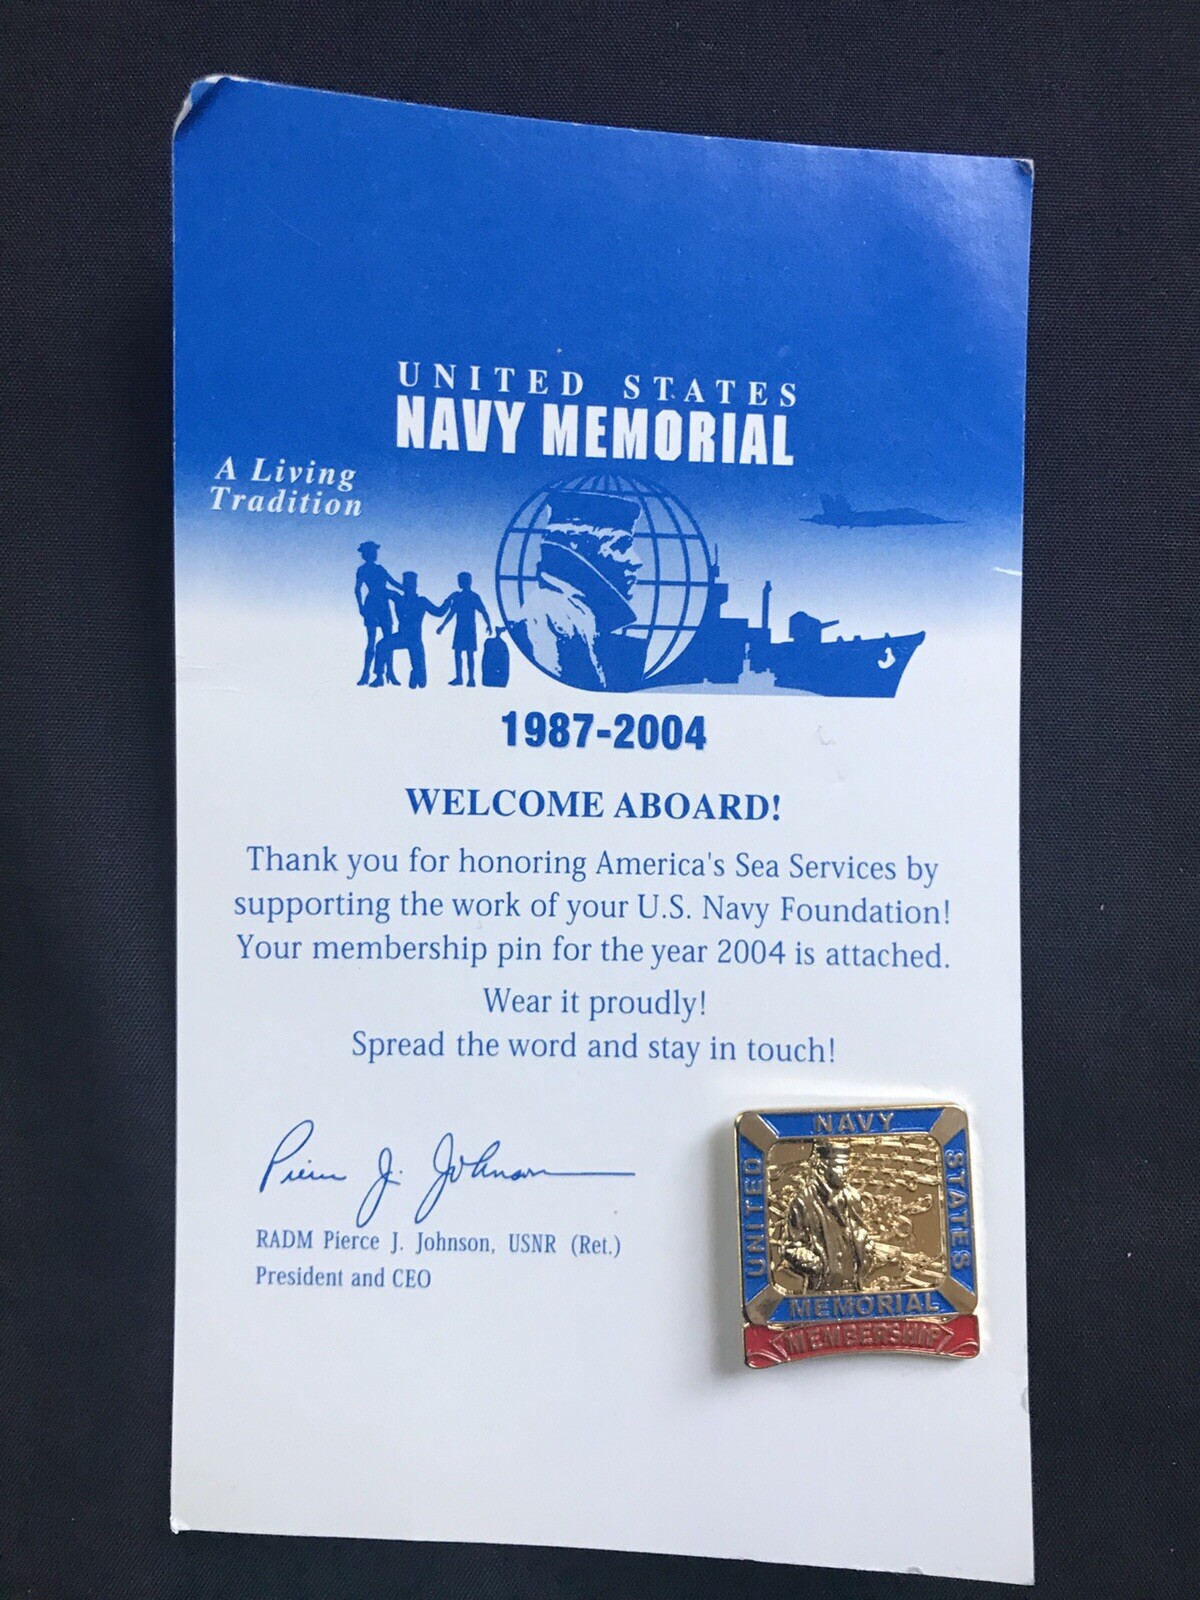 UNITED STATES
NAVY MEMORIAL
A Living
Tradition
3
1987-2004
WELCOME ABOARD!
Thank you for honoring America's Sea Services by
supporting the work of your U.S. Navy Foundation!
Your membership pin for the year 2004 is attached.
Wear it proudly!
Spread the word and stay in touch!
Pierce J. Johnson
RADM Pierce J. Johnson, USNR (Ret.)
President and CEO
UNITED
STATES
NAVY
MEMORIAL
MEMBERSHIP